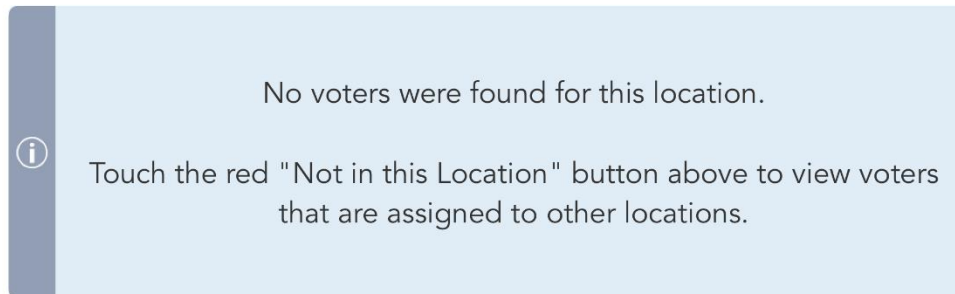 No voters were found for this location.
Touch the red "Not in this Location" button above to view voters
that are assigned to other locations.